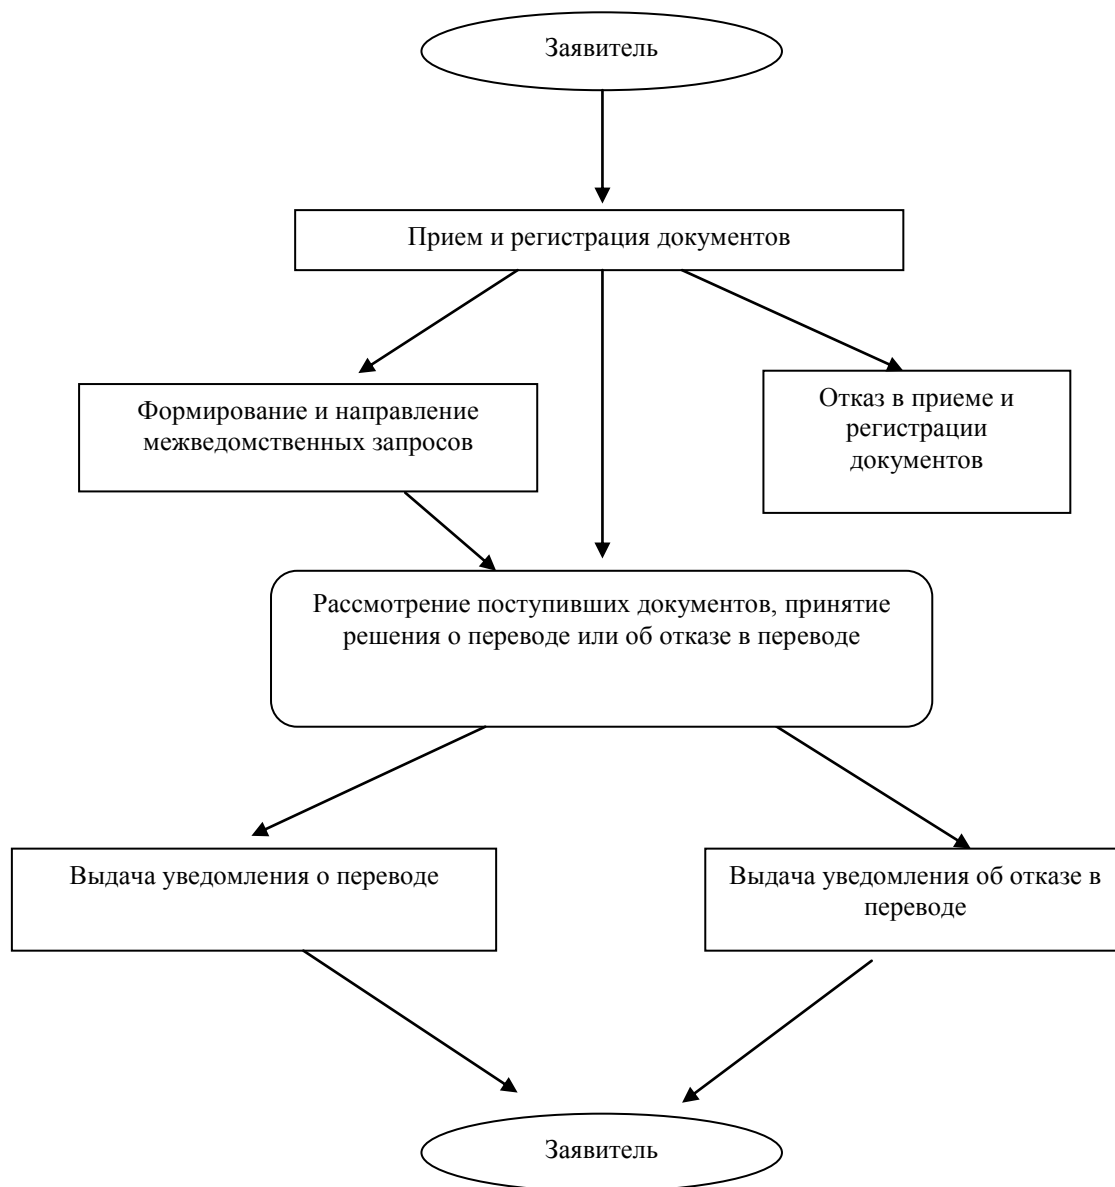 Заявитель
Прием и регистрация документов
Формирование и направление
межведомственных запросов
Отказ в приеме и
регистрации
документов
Рассмотрение поступивших документов, принятие
решения о переводе или об отказе в переводе
Выдача уведомления о переводе
Выдача уведомления об отказе в
переводе
Заявитель